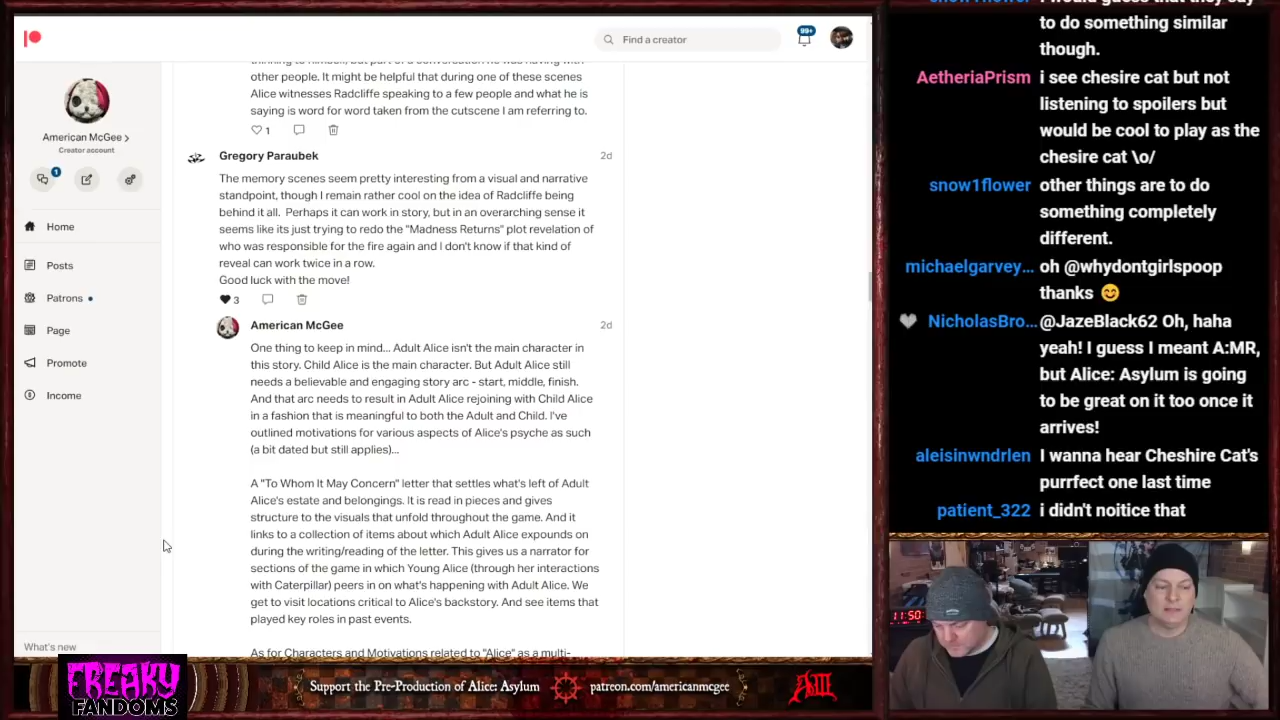 Find a creator
99+
American McGee >
Creator account
1
Home
Posts
Patrons
Page
Promote
Income
What's new
other people. It might be helpful that during one of these scenes
Alice witnesses Radcliffe speaking to a few people and what he is
saying is word for word taken from the cutscene I am referring to.
1
Gregory Paraubek
2d
The memory scenes seem pretty interesting from a visual and narrative
standpoint, though I remain rather cool on the idea of Radcliffe being
behind it all. Perhaps it can work in story, but in an overarching sense it
seems like its just trying to redo the "Madness Returns" plot revelation of
who was responsible for the fire again and I don't know if that kind of
reveal can work twice in a row.
Good luck with the move!
3
American McGee
2d
One thing to keep in mind... Adult Alice isn't the main character in
this story. Child Alice is the main character. But Adult Alice still
needs a believable and engaging story arc - start, middle, finish.
And that arc needs to result in Adult Alice rejoining with Child Alice
in a fashion that is meaningful to both the Adult and Child. I've
outlined motivations for various aspects of Alice's psyche as such
(a bit dated but still applies)...
A "To Whom It May Concern" letter that settles what's left of Adult
Alice's estate and belongings. It is read in pieces and gives
structure to the visuals that unfold throughout the game. And it
links to a collection of items about which Adult Alice expounds on
during the writing/reading of the letter. This gives us a narrator for
sections of the game in which Young Alice (through her interactions
with Caterpillar) peers in on what's happening with Adult Alice. We
get to visit locations critical to Alice's backstory. And see items that
played key roles in past events.
As for Characters and Motivations related to "Alice" as a multi-
to do something similar
though.
AetheriaPrism i see chesire cat but not
listening to spoilers but
would be cool to play as the
chesire cat \o/
snow1flower other things are to do
something completely
different.
michaelgarvey... oh @whydontgirlspoop
thanks 😊
NicholasBro... @JazeBlack62 Oh, haha
yeah! I guess I meant A:MR,
but Alice: Asylum is going
to be great on it too once it
arrives!
aleisinwndrlen I wanna hear Cheshire Cat's
purrfect one last time
patient_322 i didn't noitice that
11:50
FREAKY
FANDOMS
Support the Pre-Production of Alice: Asylum
patreon.com/americanmcgee